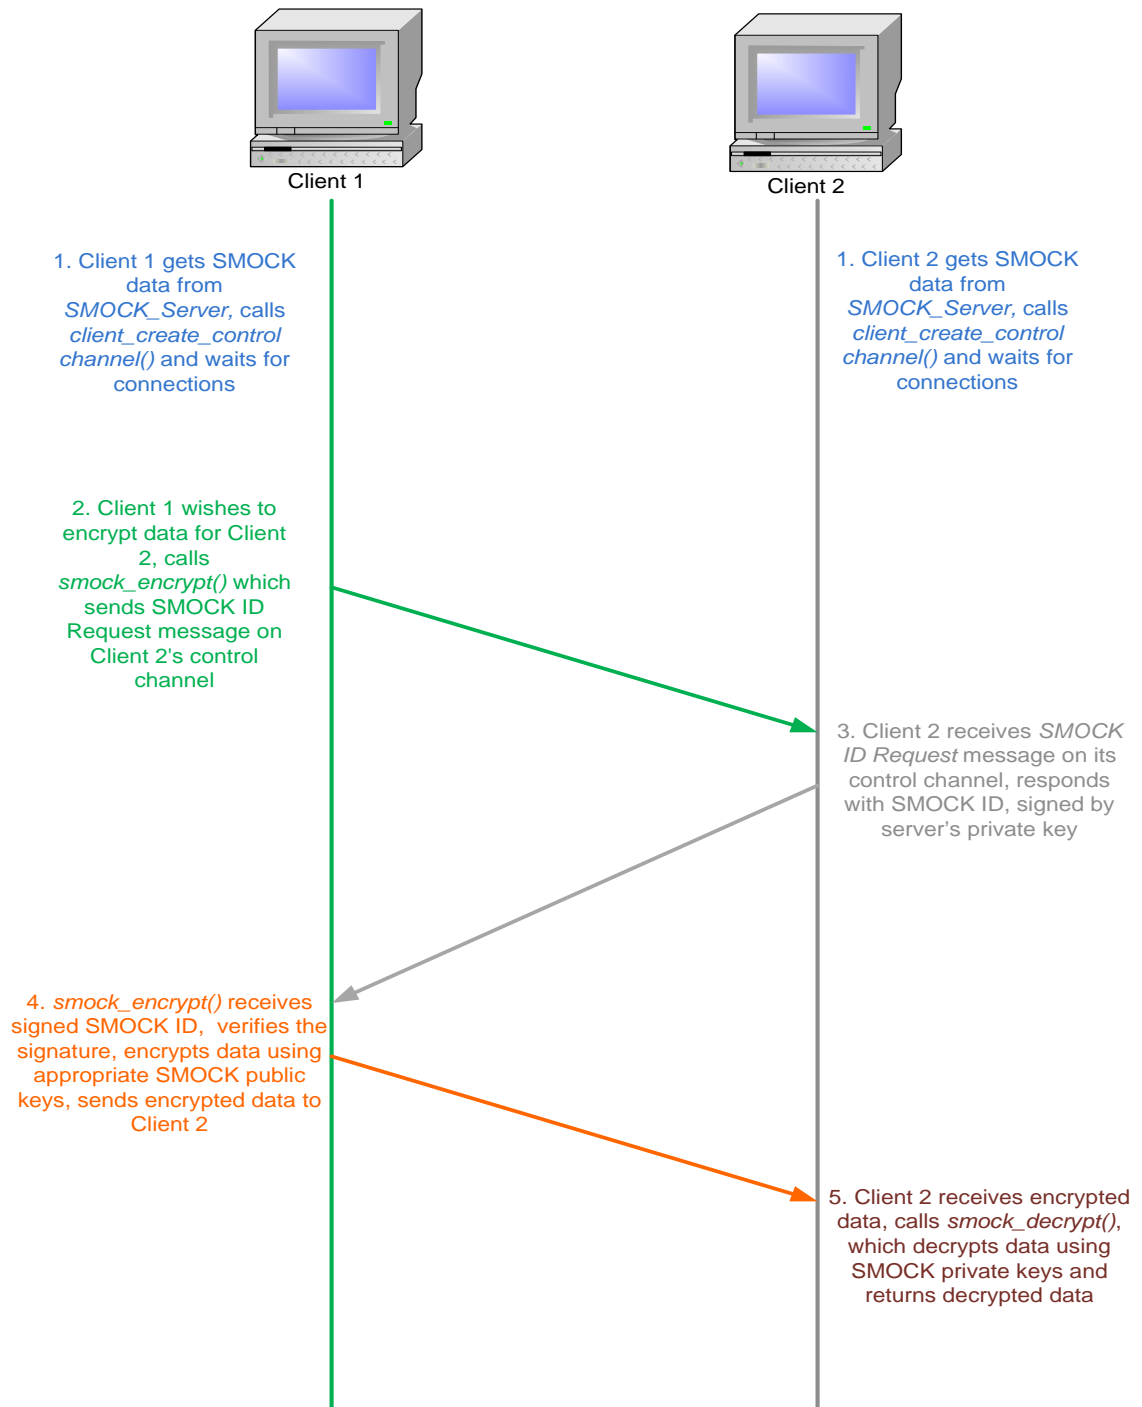 Client 1
Client 2
1. Client 1 gets SMOCK
data from
SMOCK_Server, calls
client_create_control
channel() and waits for
connections
1. Client 2 gets SMOCK
data from
SMOCK_Server, calls
client_create_control
channel() and waits for
connections
2. Client 1 wishes to
encrypt data for Client
2, calls
smock_encrypt() which
sends SMOCK ID
Request message on
Client 2's control
channel
3. Client 2 receives SMOCK
ID Request message on its
control channel, responds
with SMOCK ID, signed by
server’s private key
4. smock_encrypt() receives
signed SMOCK ID,  verifies the
signature, encrypts data using
appropriate SMOCK public
keys, sends encrypted data to
Client 2
5. Client 2 receives encrypted
data, calls smock_decrypt(),
which decrypts data using
SMOCK private keys and
returns decrypted data